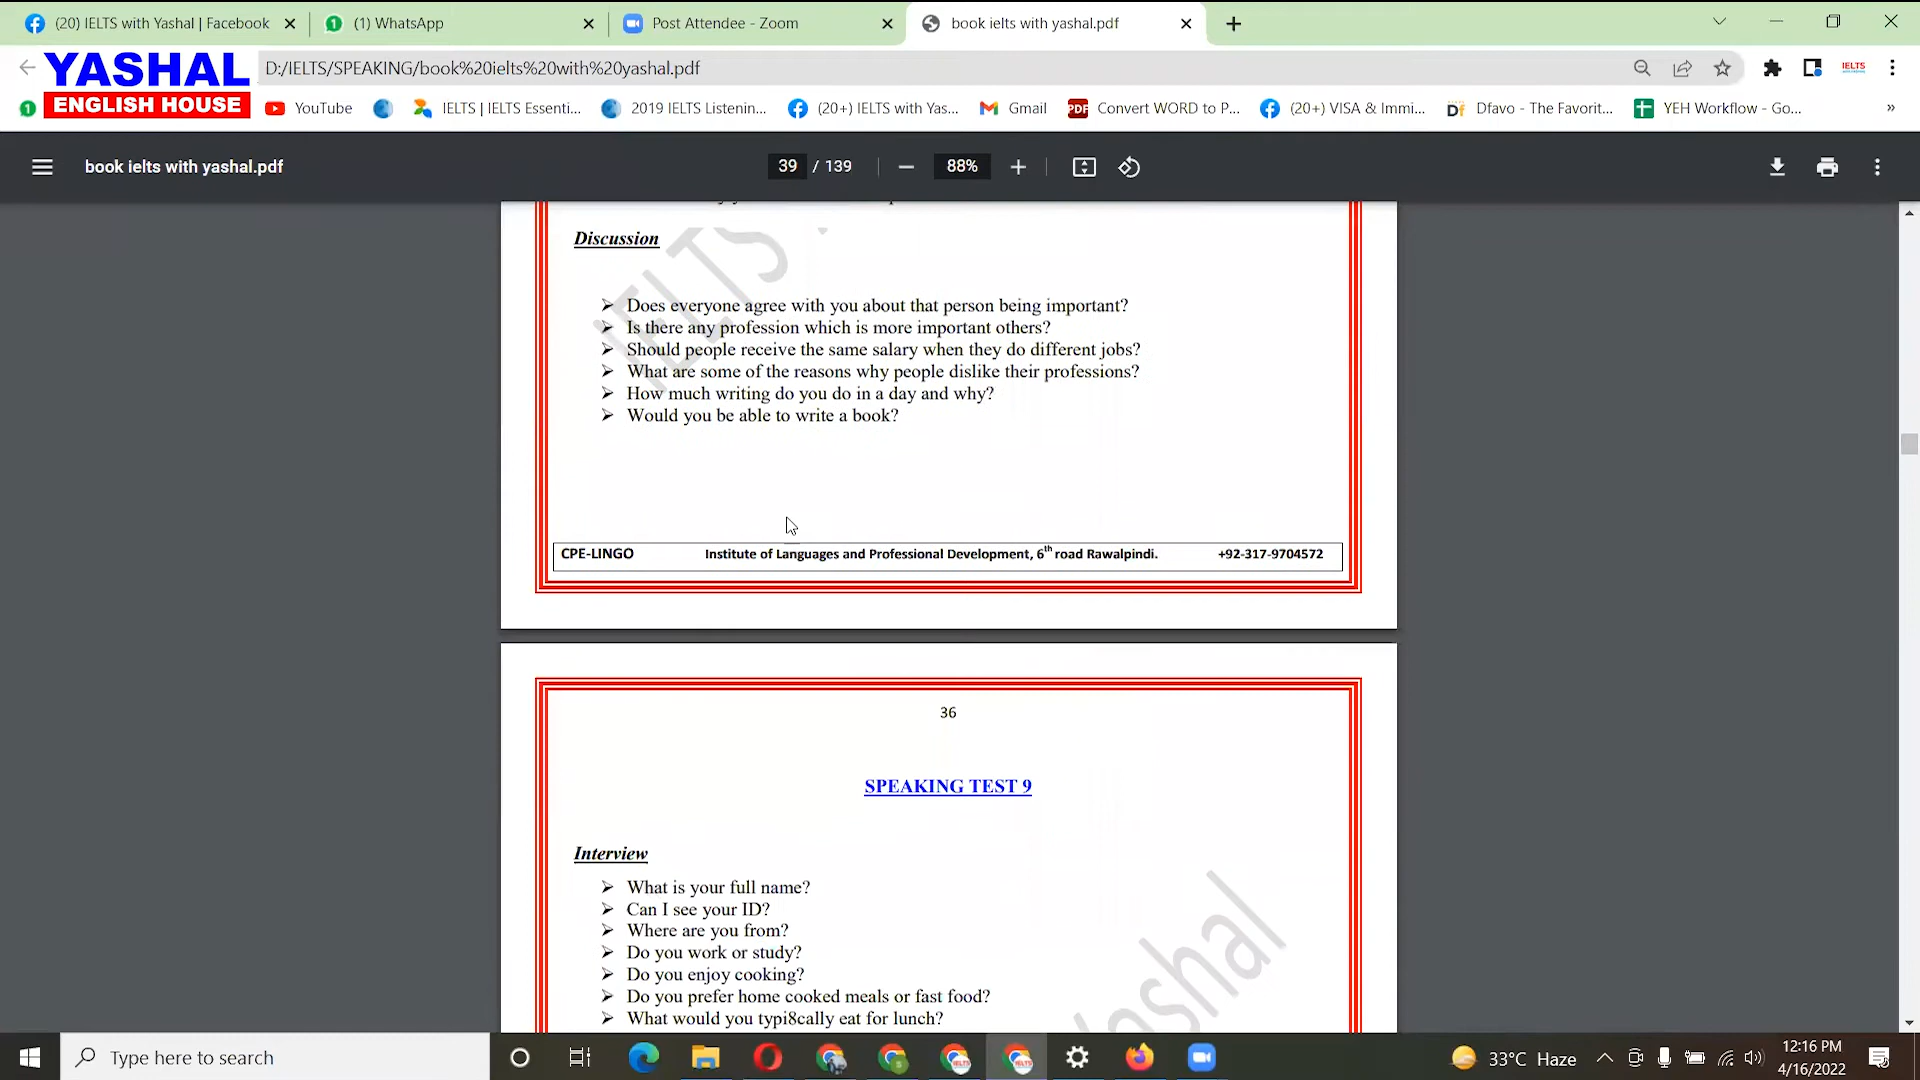 (20) IELTS with Yashal | Facebook
(1) WhatsApp
Post Attendee - Zoom
book ielts with yashal.pdf
YASHAL
ENGLISH HOUSE
D:/IELTS/SPEAKING/book%20ielts%20with%20yashal.pdf
IELTS
1
YouTube
IELTS | IELTS Essenti...
2019 IELTS Listenin...
(20+) IELTS with Yas...
Gmail
PDF
Convert WORD to P...
(20+) VISA & Immi...
Df
Dfavo - The Favorit...
YEH Workflow - Go...
»
book ielts with yashal.pdf
39 / 139
88%
IELTS
Discussion
Does everyone agree with you about that person being important?
Is there any profession which is more important others?
Should people receive the same salary when they do different jobs?
What are some of the reasons why people dislike their professions?
How much writing do you do in a day and why?
Would you be able to write a book?
CPE-LINGO Institute of Languages and Professional Development, 6th road Rawalpindi. +92-317-9704572
36
SPEAKING TEST 9
Interview
What is your full name?
Can I see your ID?
Where are you from?
Do you work or study?
Do you enjoy cooking?
Do you prefer home cooked meals or fast food?
What would you typi8cally eat for lunch?
Yashal
Type here to search
33°C Haze
12:16 PM
4/16/2022